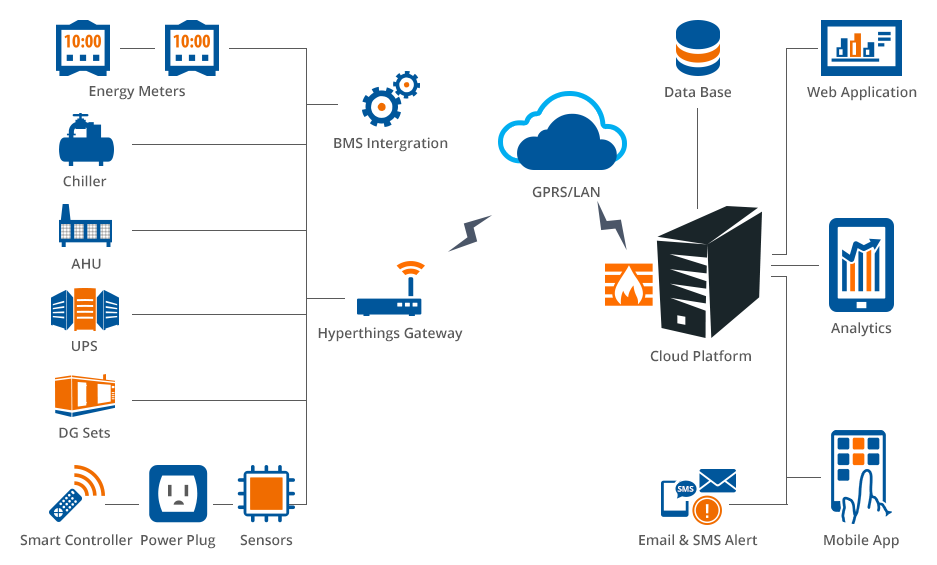 10:00
10:00
Energy Meters
Chiller
AHU
UPS
DG Sets
Smart Controller
Power Plug
Sensors
BMS Intergration
Hyperthings Gateway
GPRS/LAN
Data Base
Cloud Platform
Web Application
Analytics
SMS
Email & SMS Alert
Mobile App